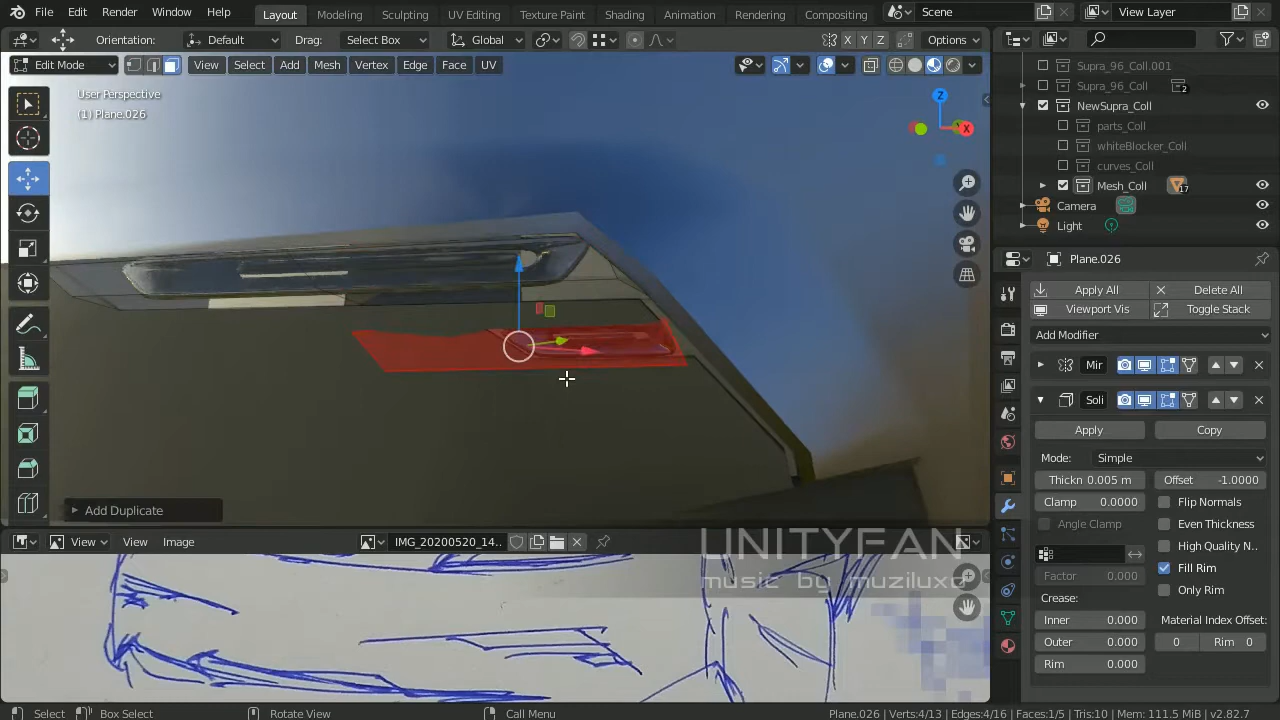 File Edit Render Window Help Layout Modeling Sculpting UV Editing Texture Paint Shading Animation Rendering Compositing Scene View Layer
Orientation: Default Drag: Select Box Global X Y Z Options
Edit Mode View Select Add Mesh Vertex Edge Face UV
User Perspective
(1) Plane.026
Z
X
Add Duplicate
View View Image IMG_20200520_14..
UNITYFAN
music by muziluxo
Supra_96_Coll.001
Supra_96_Coll 2
NewSupra_Coll
parts_Coll
whiteBlocker_Coll
curves_Coll
Mesh_Coll 17
Camera
Light
Plane.026
Apply All Delete All
Viewport Vis Toggle Stack
Add Modifier
Mir
Soli
Apply Copy
Mode: Simple
Thickn 0.005 m Offset -1.0000
Clamp 0.0000 Flip Normals
Angle Clamp Even Thickness
High Quality N..
Factor 0.000 Fill Rim
Crease: Only Rim
Inner 0.000 Material Index Offset:
Outer 0.000 0 Rim 0
Rim 0.000
Select Box Select Rotate View Call Menu Plane.026 | Verts:4/13 | Edges:4/16 | Faces:1/5 | Tris:10 | Mem: 111.5 MiB | v2.82.7